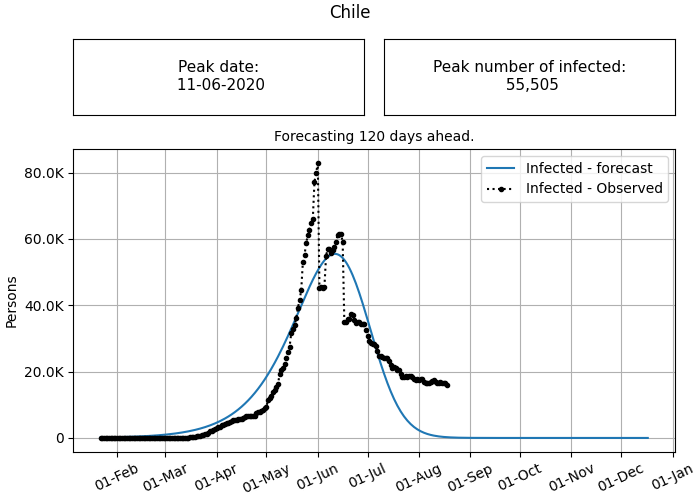 Chile
Peak date:
11-06-2020
Peak number of infected:
55,505
Forecasting 120 days ahead.
Infected - forecast
Infected - Observed
Persons
80.0K
60.0K
40.0K
20.0K
0
01-Feb
01-Mar
01-Apr
01-May
01-Jun
01-Jul
01-Aug
01-Sep
01-Oct
01-Nov
01-Dec
01-Jan